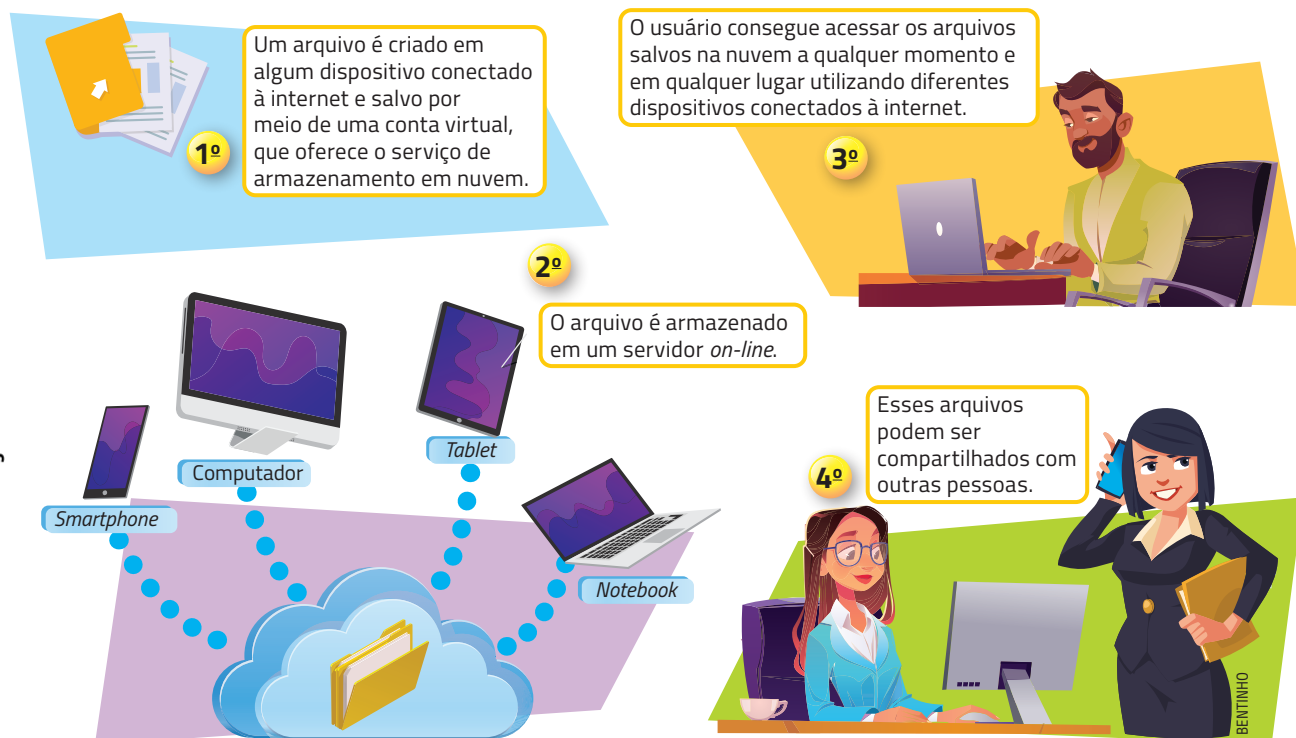 1º
Um arquivo é criado em
algum dispositivo conectado
à internet e salvo por
meio de uma conta virtual,
que oferece o serviço de
armazenamento em nuvem.
2º
O arquivo é armazenado
em um servidor on-line.
Smartphone
Computador
Tablet
Notebook
3º
O usuário consegue acessar os arquivos
salvos na nuvem a qualquer momento e
em qualquer lugar utilizando diferentes
dispositivos conectados à internet.
4º
Esses arquivos
podem ser
compartilhados com
outras pessoas.
BENTINHO